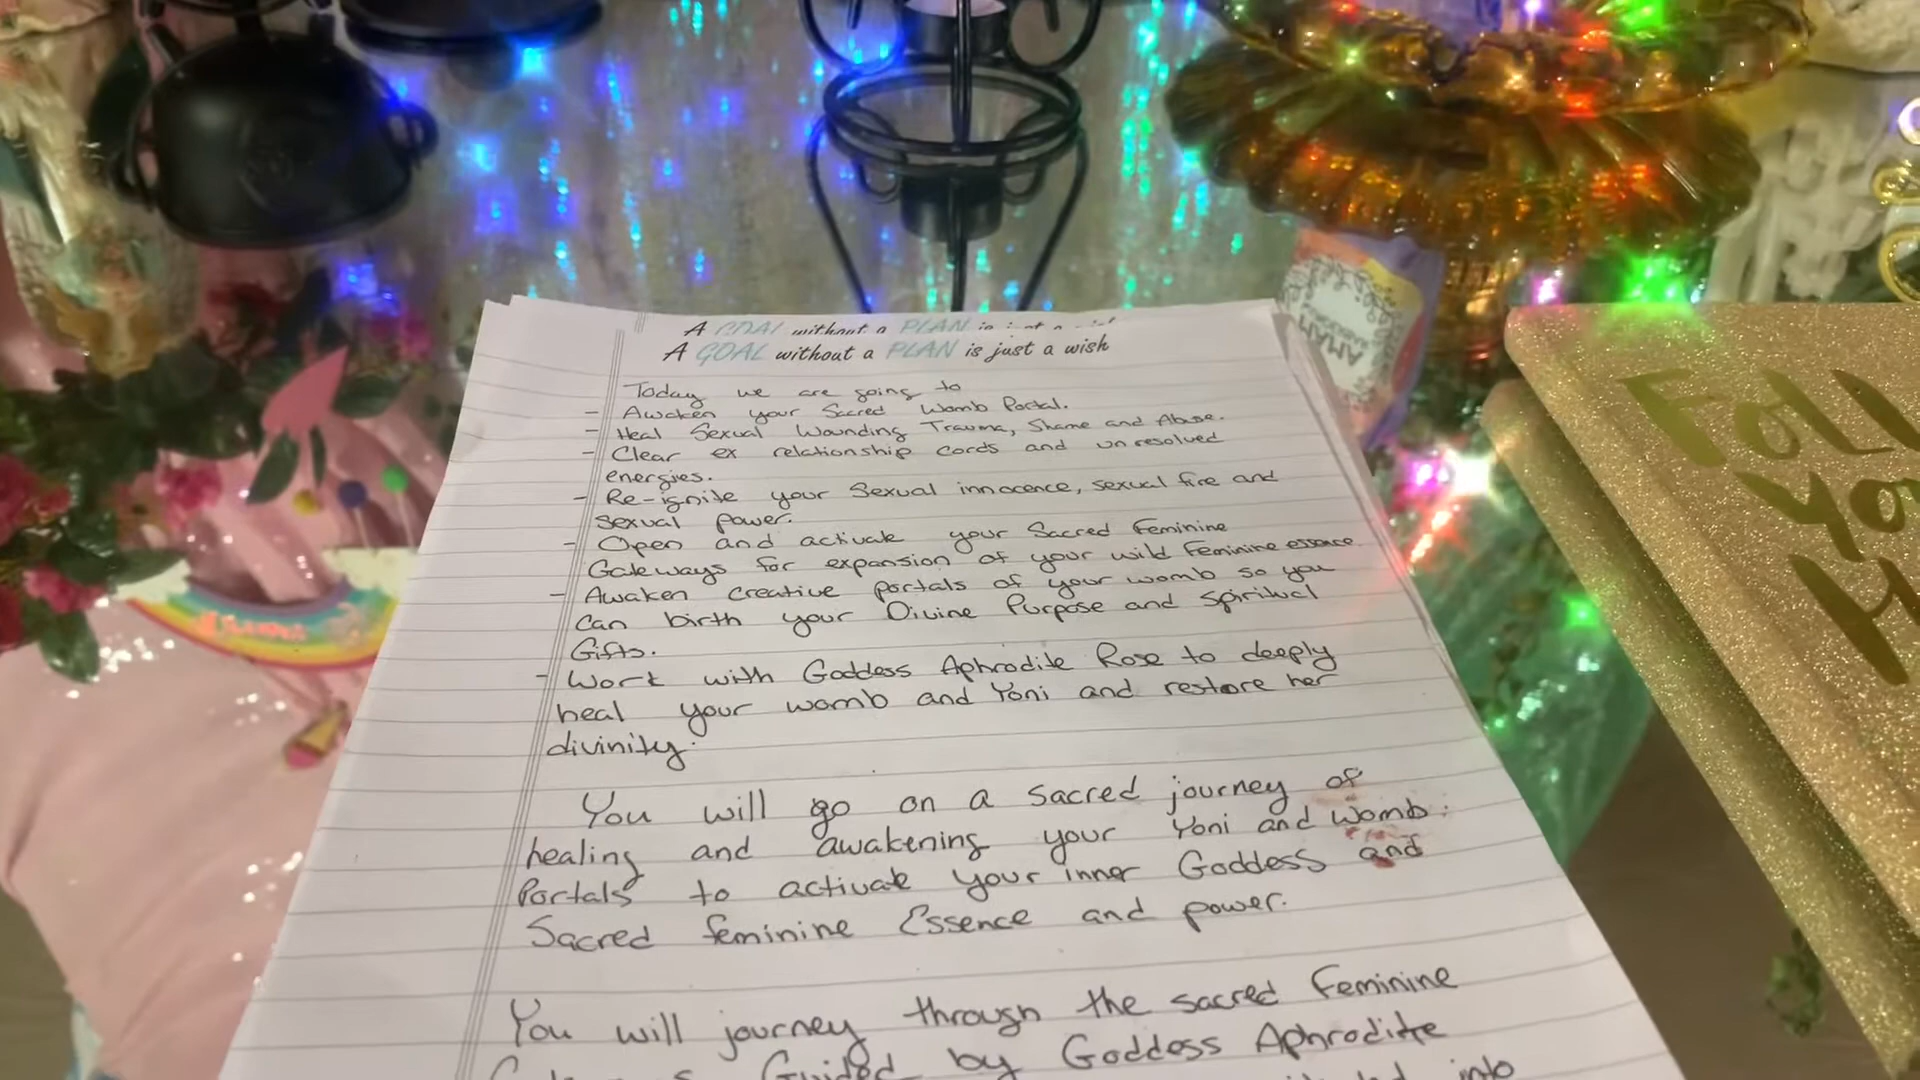 A GOAL without a PLAN is just a
A GOAL without a PLAN is just a wish
Today we are going to
- Awaken your Sacred Womb Portal.
- Heal Sexual Wounding Trauma, Shame and Abuse.
- Clear ex relationship cords and unresolved
energies.
- Re-ignite your Sexual innocence, sexual fire and
sexual power.
- Open and activate your Sacred Feminine
Gateways for expansion of your wild feminine essence
- Awaken creative portals of your womb so you
can birth your Divine Purpose and Spiritual
Gifts.
- Work with Goddess Aphrodite Rose to deeply
heal your womb and Yoni and restore her
divinity.
You will go on a sacred journey of
healing and awakening your Yoni and Womb
Portals to activate your inner Goddess and
Sacred feminine Essence and power.
You will journey through the sacred Feminine
Guided by Goddess Aphrodite
into